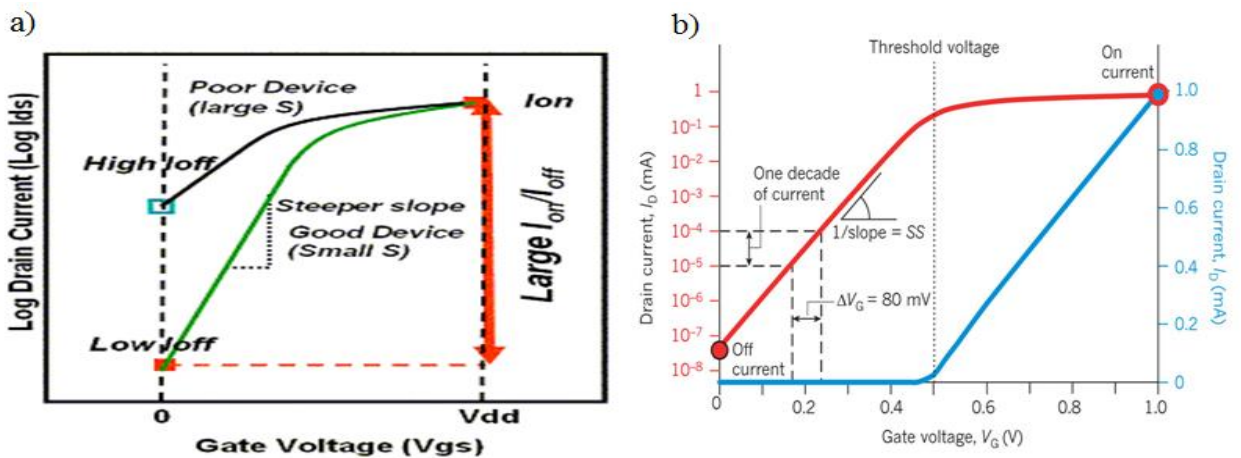 a)
Log Drain Current (Log Ids)
Poor Device
(large S)
Ion
High Ioff
Steeper slope
Good Device
(Small S)
Large Ion/Ioff
Low Ioff
0
Vdd
Gate Voltage (Vgs)
b)
Threshold voltage
On
current
Drain current, ID (mA)
1
10⁻¹
10⁻²
10⁻³
10⁻⁴
10⁻⁵
10⁻⁶
10⁻⁷
10⁻⁸
One decade
of current
1/slope = SS
ΔVG = 80 mV
Off
current
1.0
0.8
0.6
0.4
0.2
0
Drain current, ID (mA)
0
0.2
0.4
0.6
0.8
1.0
Gate voltage, VG (V)